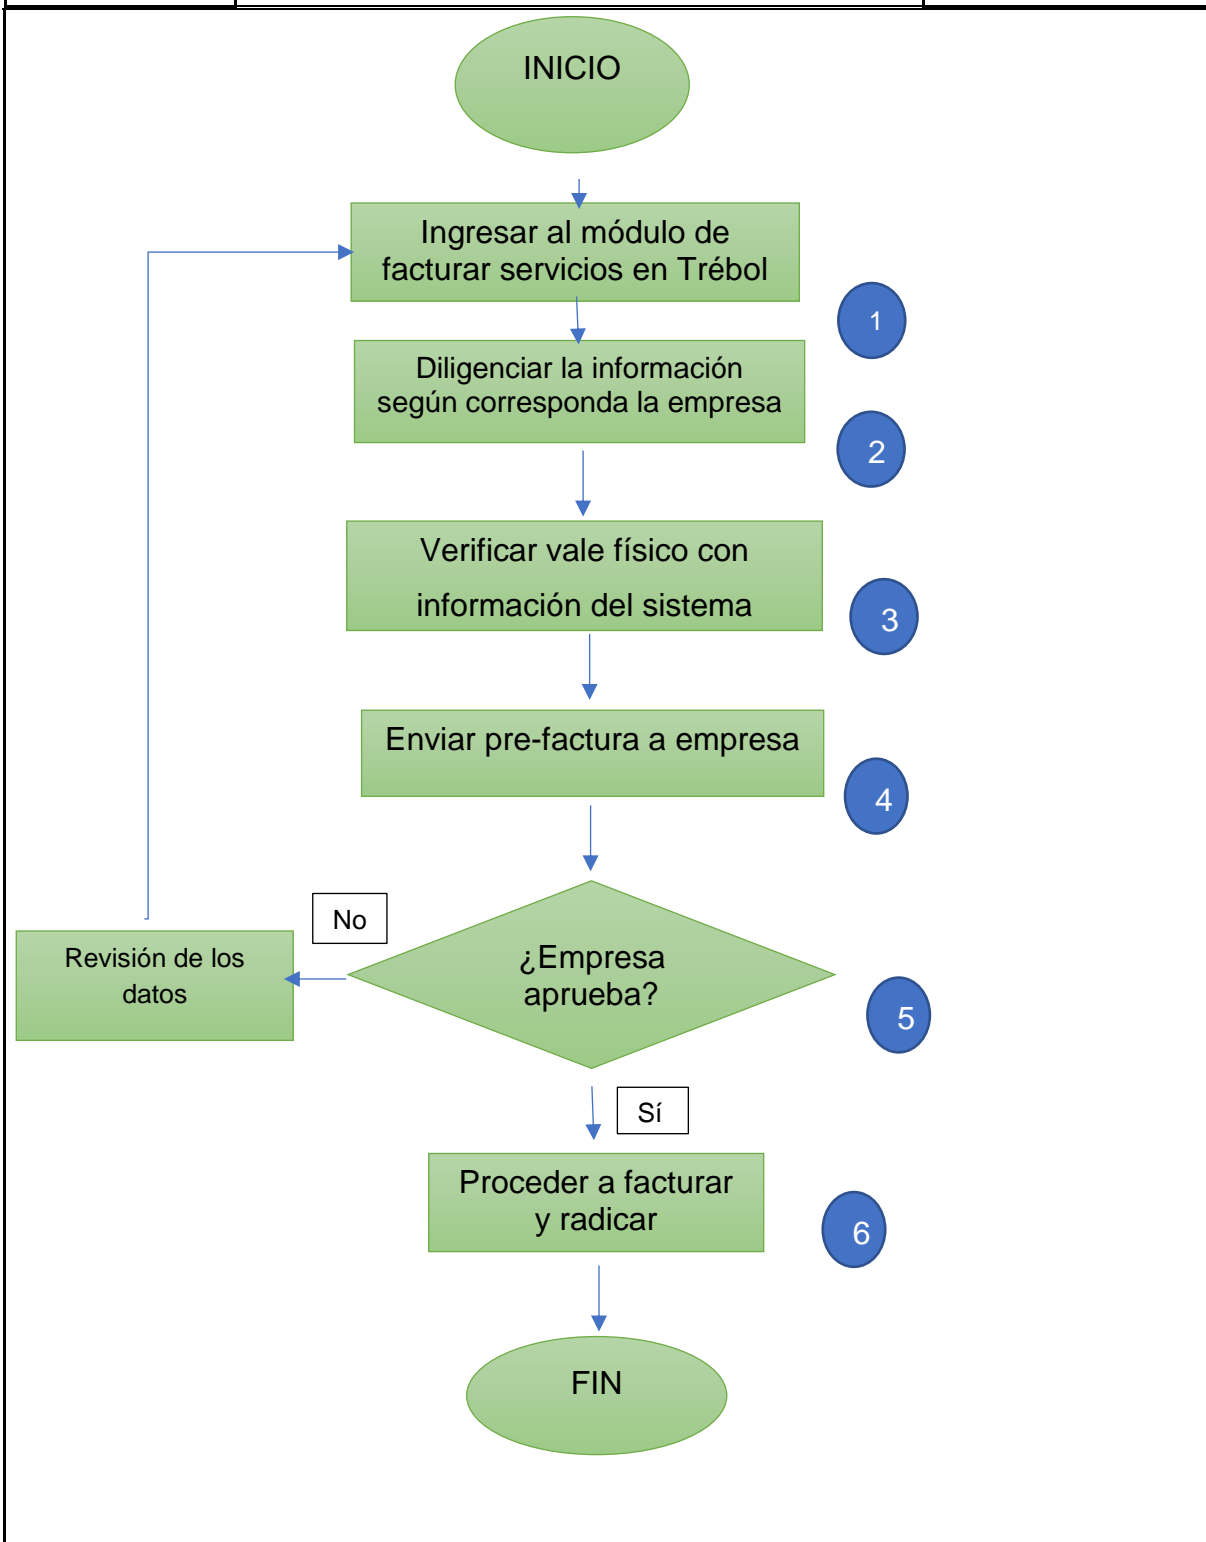 INICIO
Ingresar al módulo de
facturar servicios en Trébol
1
Diligenciar la información
según corresponda la empresa
2
Verificar vale físico con
información del sistema
3
Enviar pre-factura a empresa
4
No
Revisión de los
datos
¿Empresa
aprueba?
5
Sí
Proceder a facturar
y radicar
6
FIN